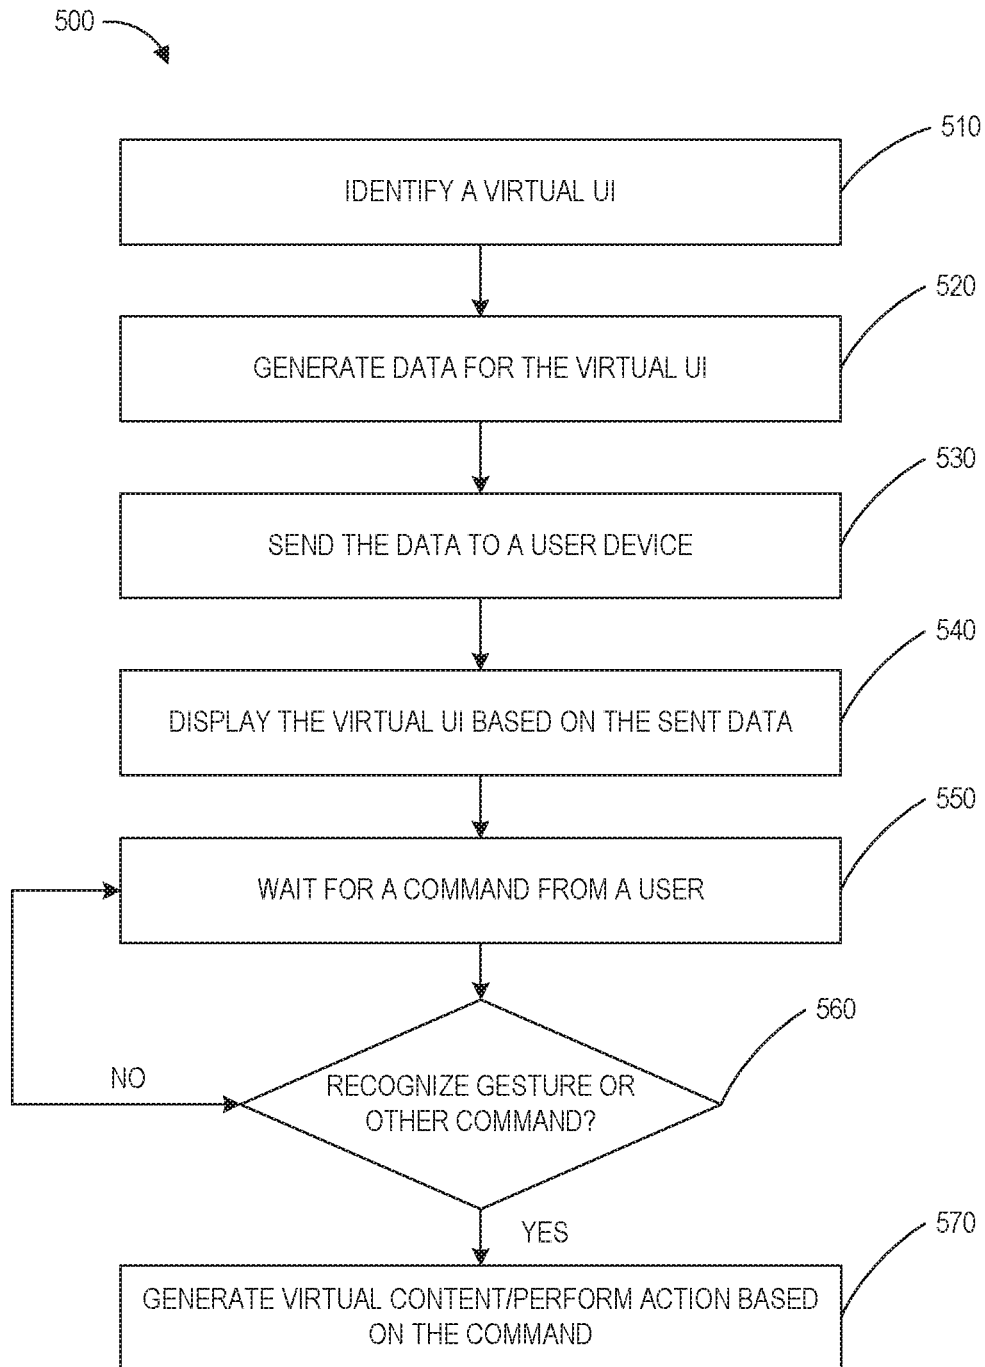 500
510
IDENTIFY A VIRTUAL UI
520
GENERATE DATA FOR THE VIRTUAL UI
530
SEND THE DATA TO A USER DEVICE
540
DISPLAY THE VIRTUAL UI BASED ON THE SENT DATA
550
WAIT FOR A COMMAND FROM A USER
560
RECOGNIZE GESTURE OR
OTHER COMMAND?
NO
YES
570
GENERATE VIRTUAL CONTENT/PERFORM ACTION BASED
ON THE COMMAND